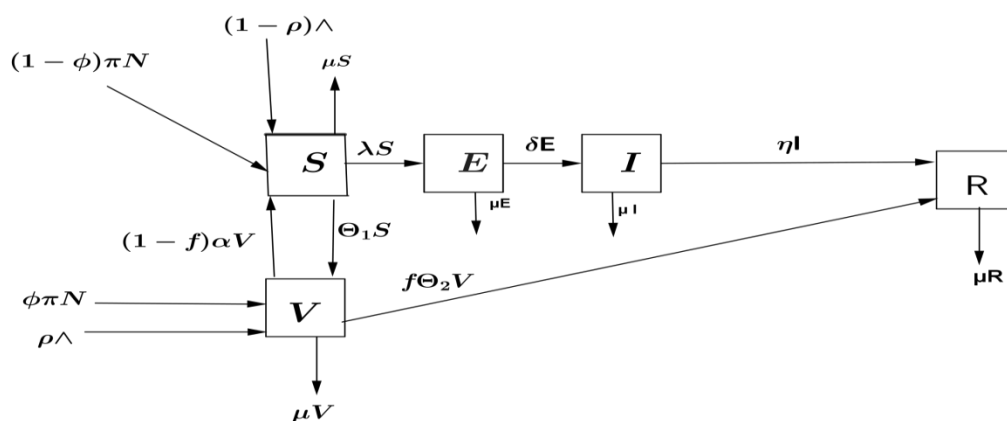 (1 − ρ)∧
(1 − ϕ)πN
μS
S
λS
E
δE
I
ηI
R
μE
μ I
μR
(1 − f)αV
Θ₁S
fΘ₂V
ϕπN
V
ρ∧
μV